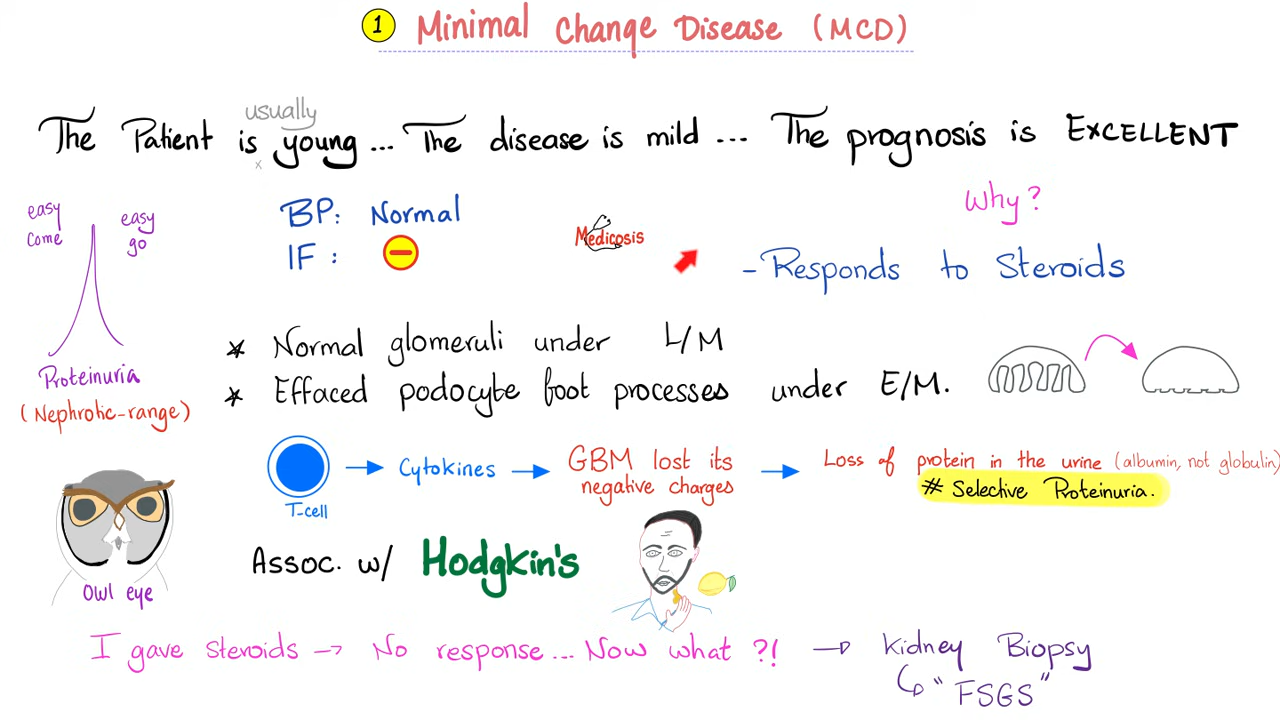 1 Minimal Change Disease (MCD)
usually
The Patient is young ... The disease is mild ... The prognosis is EXCELLENT
x
easy come
easy go
BP: Normal
IF : −
Medicosis
Why?
- Responds to Steroids
Proteinuria
(Nephrotic-range)
* Normal glomeruli under L/M
* Effaced podocyte foot processes under E/M.
T-cell
Cytokines
GBM lost its
negative charges
Loss of protein in the urine (albumin, not globulin)
# Selective Proteinuria.
Owl eye
Assoc. w/ Hodgkin's
I gave steroids → No response ... Now what ?! → Kidney Biopsy
↳ "FSGS"